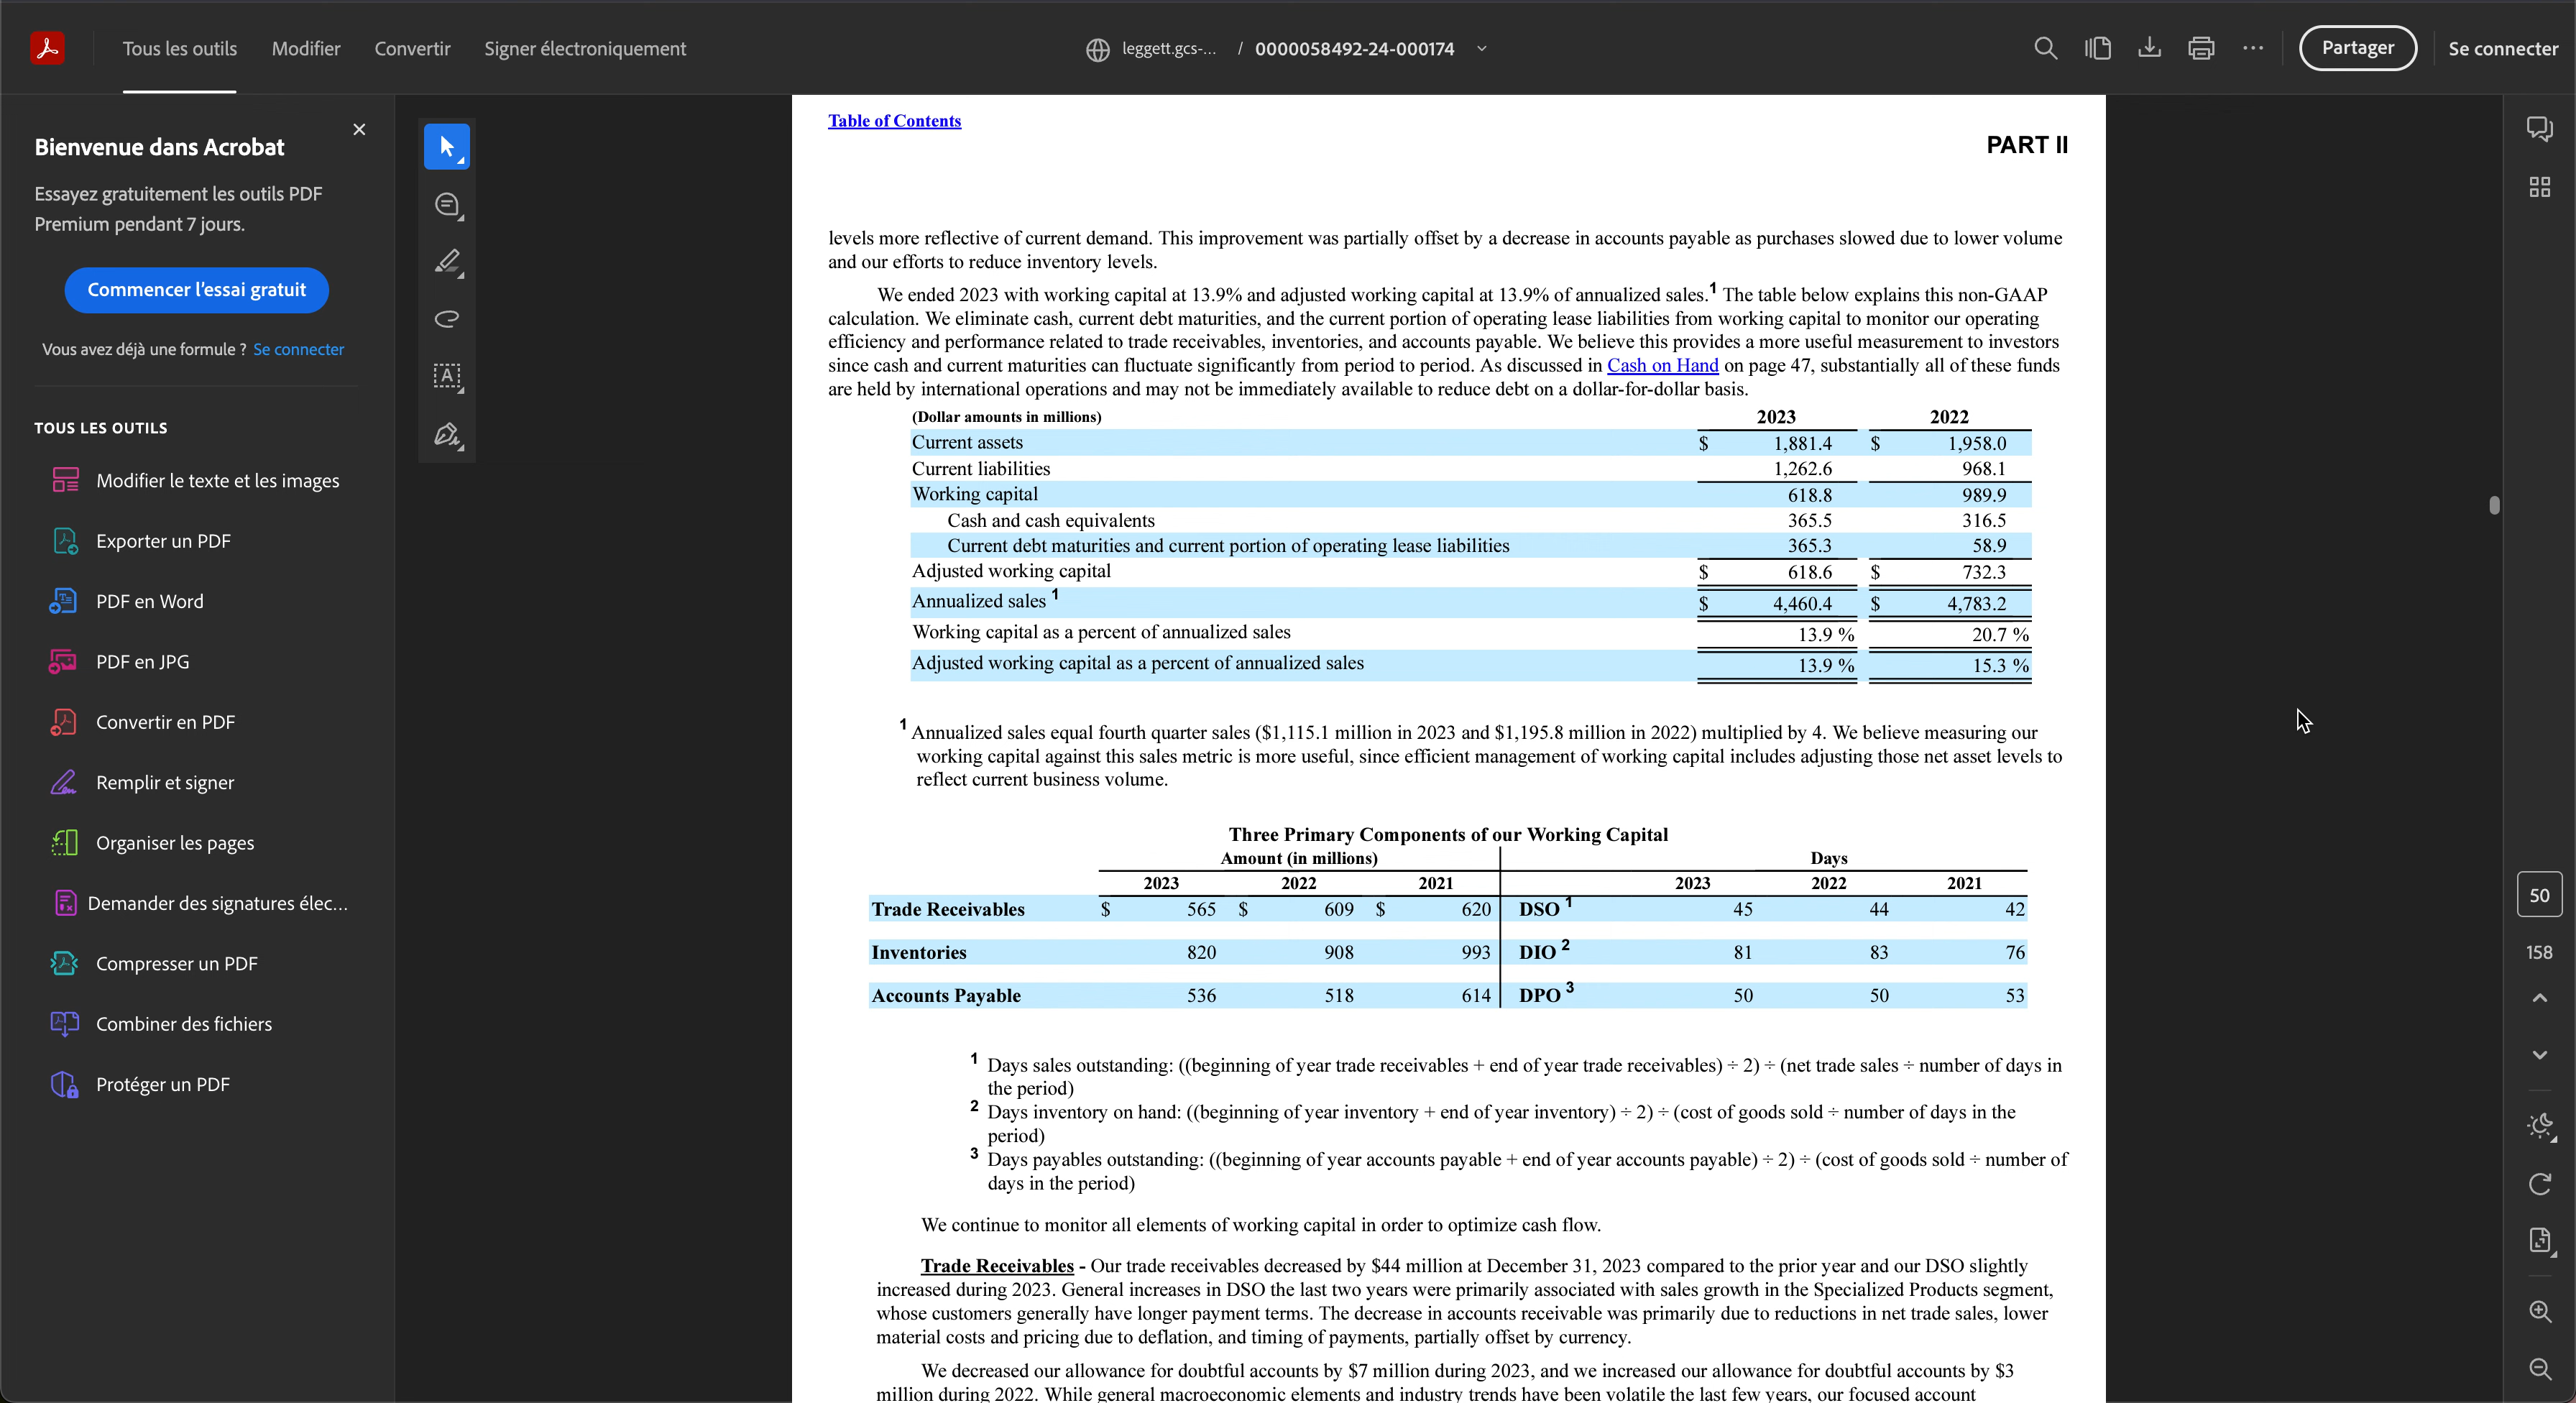 Tous les outils Modifier Convertir Signer électroniquement leggett.gcs-... / 0000058492-24-000174 Partager Se connecter
Bienvenue dans Acrobat
Essayez gratuitement les outils PDF
Premium pendant 7 jours.
Commencer l'essai gratuit
Vous avez déjà une formule ? Se connecter
TOUS LES OUTILS
Modifier le texte et les images
Exporter un PDF
PDF en Word
PDF en JPG
Convertir en PDF
Remplir et signer
Organiser les pages
Demander des signatures élec...
Compresser un PDF
Combiner des fichiers
Protéger un PDF
Table of Contents
PART II
levels more reflective of current demand. This improvement was partially offset by a decrease in accounts payable as purchases slowed due to lower volume
and our efforts to reduce inventory levels.
We ended 2023 with working capital at 13.9% and adjusted working capital at 13.9% of annualized sales.1 The table below explains this non-GAAP
calculation. We eliminate cash, current debt maturities, and the current portion of operating lease liabilities from working capital to monitor our operating
efficiency and performance related to trade receivables, inventories, and accounts payable. We believe this provides a more useful measurement to investors
since cash and current maturities can fluctuate significantly from period to period. As discussed in Cash on Hand on page 47, substantially all of these funds
are held by international operations and may not be immediately available to reduce debt on a dollar-for-dollar basis.
(Dollar amounts in millions) 2023 2022
Current assets $ 1,881.4 $ 1,958.0
Current liabilities 1,262.6 968.1
Working capital 618.8 989.9
Cash and cash equivalents 365.5 316.5
Current debt maturities and current portion of operating lease liabilities 365.3 58.9
Adjusted working capital $ 618.6 $ 732.3
Annualized sales 1 $ 4,460.4 $ 4,783.2
Working capital as a percent of annualized sales 13.9 % 20.7 %
Adjusted working capital as a percent of annualized sales 13.9 % 15.3 %
1 Annualized sales equal fourth quarter sales ($1,115.1 million in 2023 and $1,195.8 million in 2022) multiplied by 4. We believe measuring our
working capital against this sales metric is more useful, since efficient management of working capital includes adjusting those net asset levels to
reflect current business volume.
Three Primary Components of our Working Capital
Amount (in millions) Days
2023 2022 2021 2023 2022 2021
Trade Receivables $ 565 $ 609 $ 620 DSO 1 45 44 42
Inventories 820 908 993 DIO 2 81 83 76
Accounts Payable 536 518 614 DPO 3 50 50 53
1 Days sales outstanding: ((beginning of year trade receivables + end of year trade receivables) ÷ 2) ÷ (net trade sales ÷ number of days in
the period)
2 Days inventory on hand: ((beginning of year inventory + end of year inventory) ÷ 2) ÷ (cost of goods sold ÷ number of days in the
period)
3 Days payables outstanding: ((beginning of year accounts payable + end of year accounts payable) ÷ 2) ÷ (cost of goods sold ÷ number of
days in the period)
We continue to monitor all elements of working capital in order to optimize cash flow.
Trade Receivables - Our trade receivables decreased by $44 million at December 31, 2023 compared to the prior year and our DSO slightly
increased during 2023. General increases in DSO the last two years were primarily associated with sales growth in the Specialized Products segment,
whose customers generally have longer payment terms. The decrease in accounts receivable was primarily due to reductions in net trade sales, lower
material costs and pricing due to deflation, and timing of payments, partially offset by currency.
We decreased our allowance for doubtful accounts by $7 million during 2023, and we increased our allowance for doubtful accounts by $3
million during 2022. While general macroeconomic elements and industry trends have been volatile the last few years, our focused account
50
158